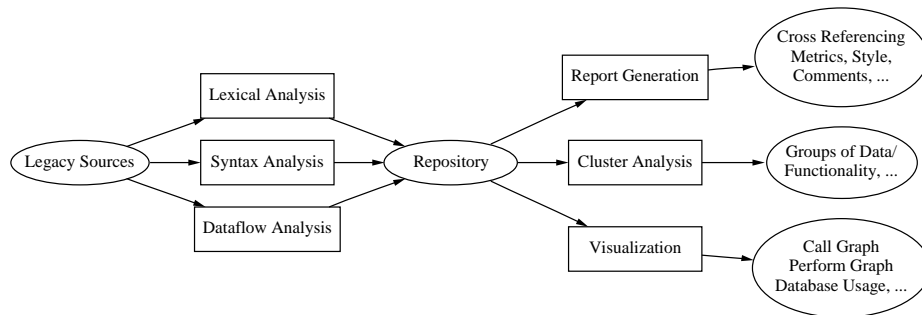 Legacy Sources
Lexical Analysis
Syntax Analysis
Dataflow Analysis
Repository
Report Generation
Cluster Analysis
Visualization
Cross Referencing
Metrics, Style,
Comments, ...
Groups of Data/
Functionality, ...
Call Graph
Perform Graph
Database Usage, ...